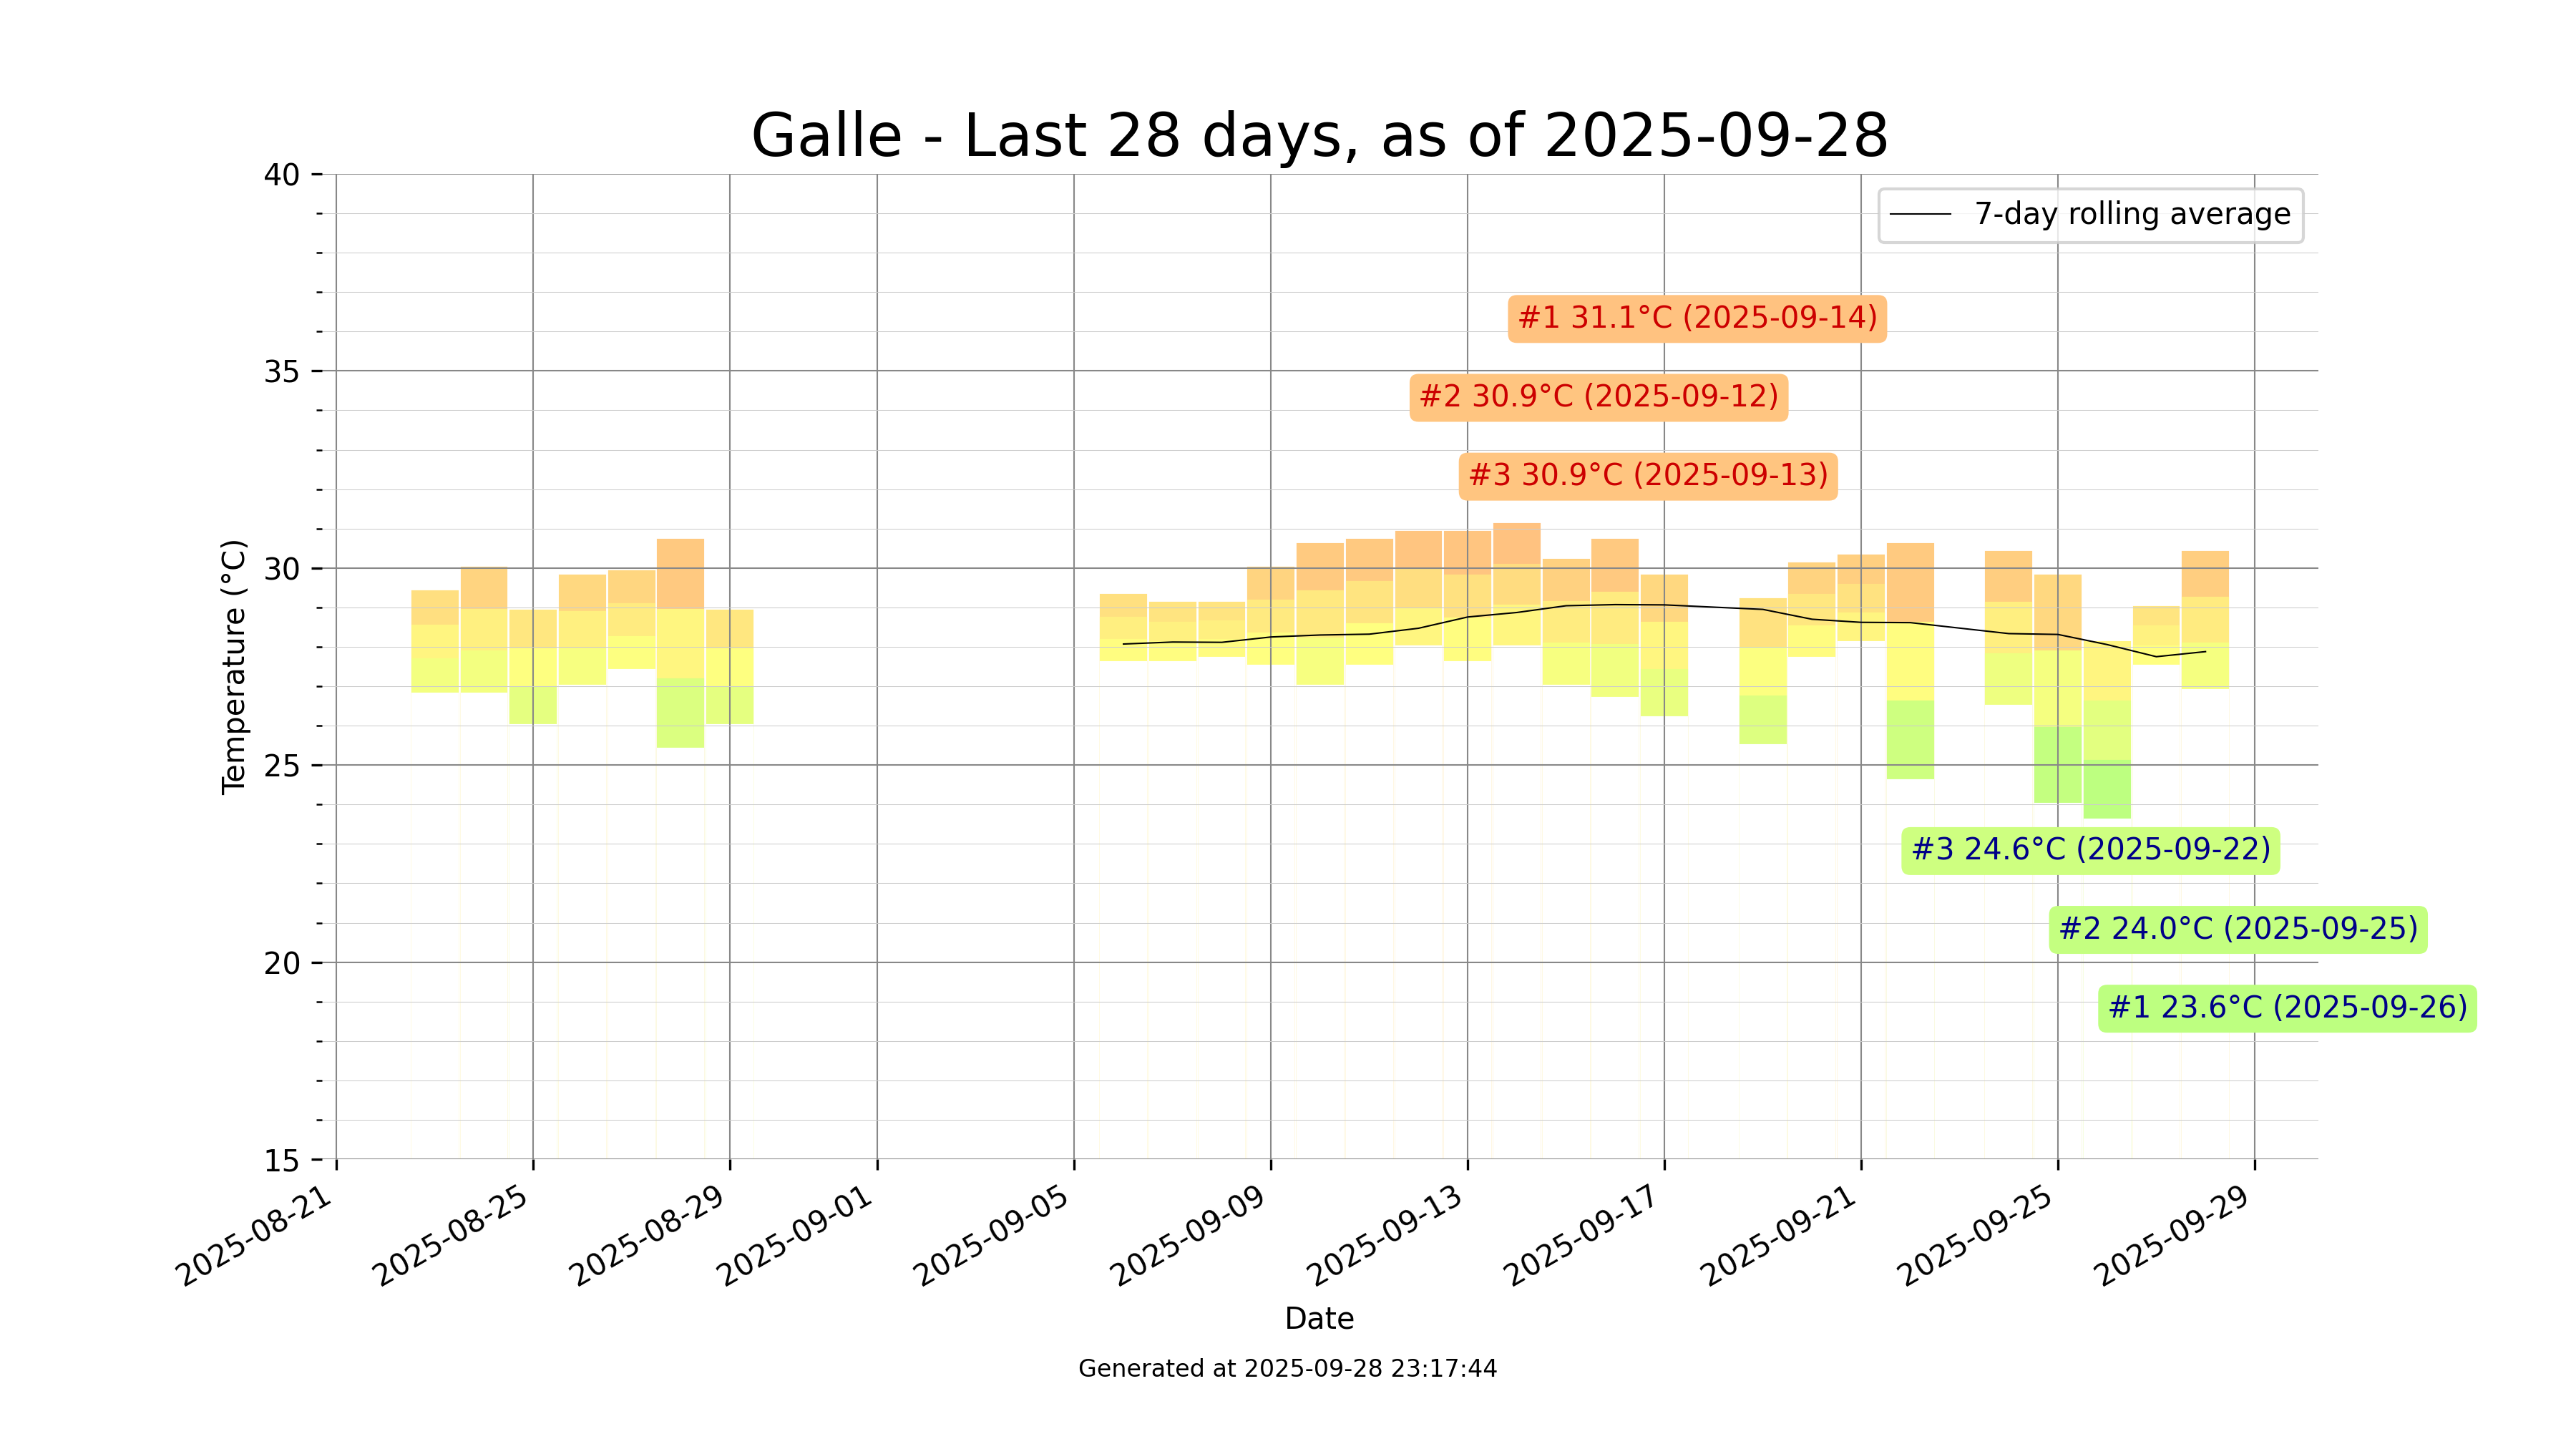 Galle - Last 28 days, as of 2025-09-28
7-day rolling average
#1 31.1°C (2025-09-14)
#2 30.9°C (2025-09-12)
#3 30.9°C (2025-09-13)
#3 24.6°C (2025-09-22)
#2 24.0°C (2025-09-25)
#1 23.6°C (2025-09-26)
Temperature (°C)
40
35
30
25
20
15
2025-08-21
2025-08-25
2025-08-29
2025-09-01
2025-09-05
2025-09-09
2025-09-13
2025-09-17
2025-09-21
2025-09-25
2025-09-29
Date
Generated at 2025-09-28 23:17:44